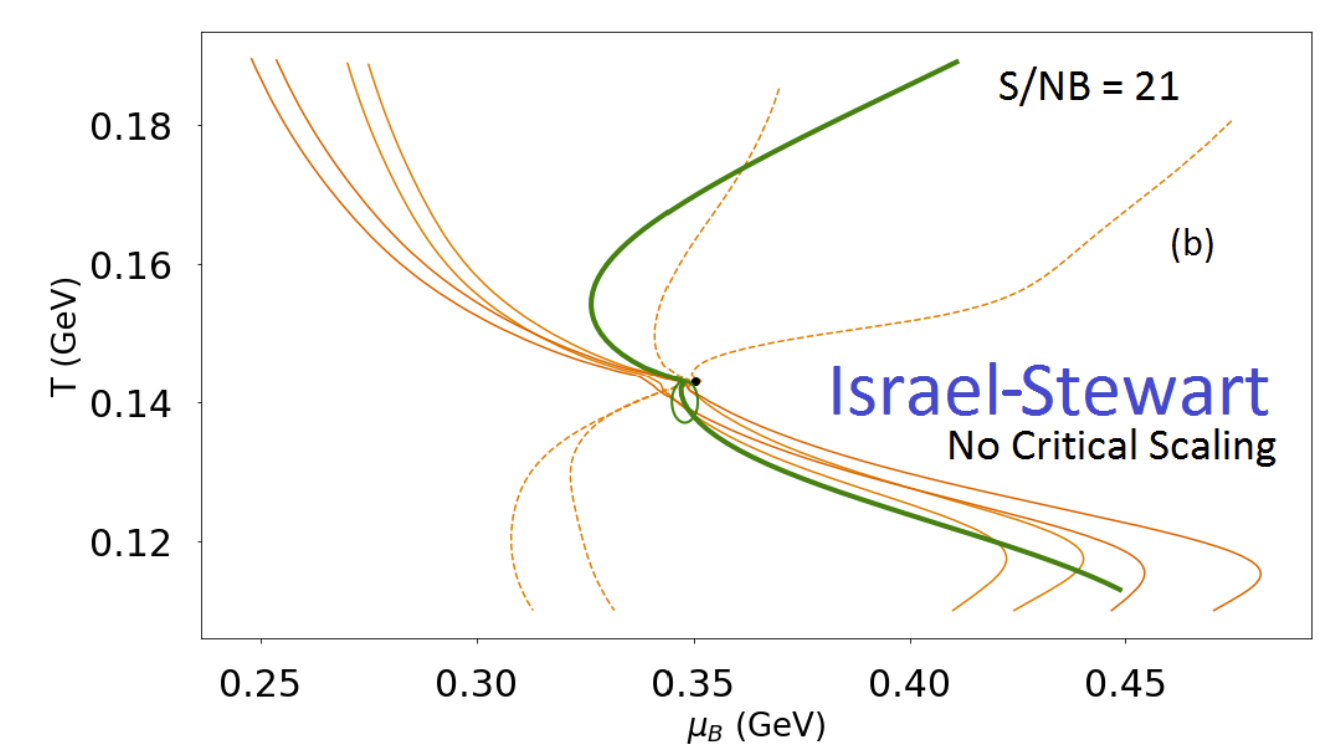 S/NB = 21
0.18
(b)
0.16
T (GeV)
Israel-Stewart
0.14
No Critical Scaling
0.12
0.25 0.30 0.35 0.40 0.45
μB (GeV)